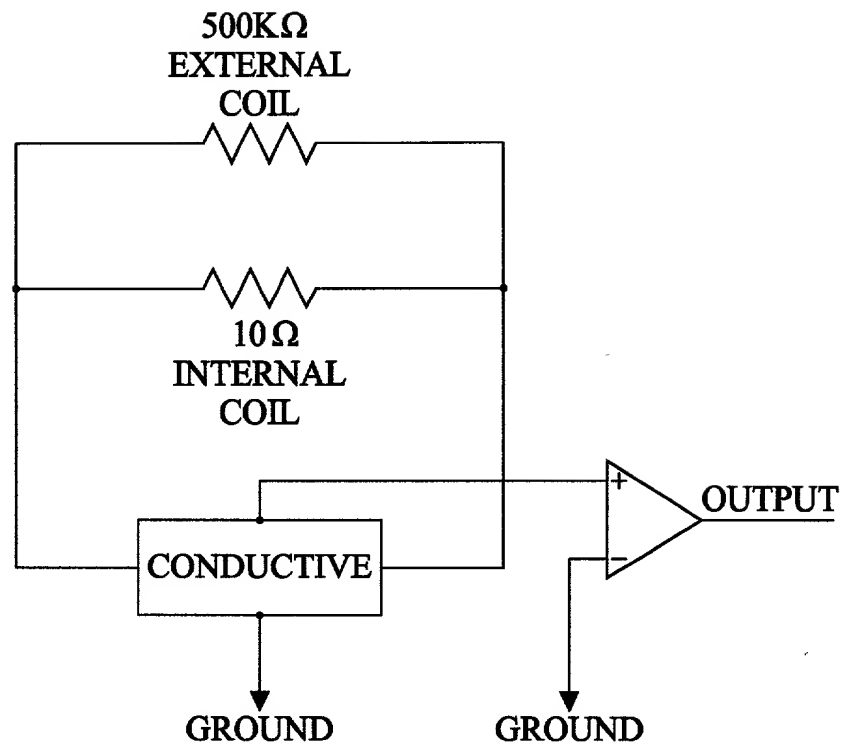 500KΩ
EXTERNAL
COIL
10Ω
INTERNAL
COIL
+
OUTPUT
CONDUCTIVE
−
GROUND
GROUND